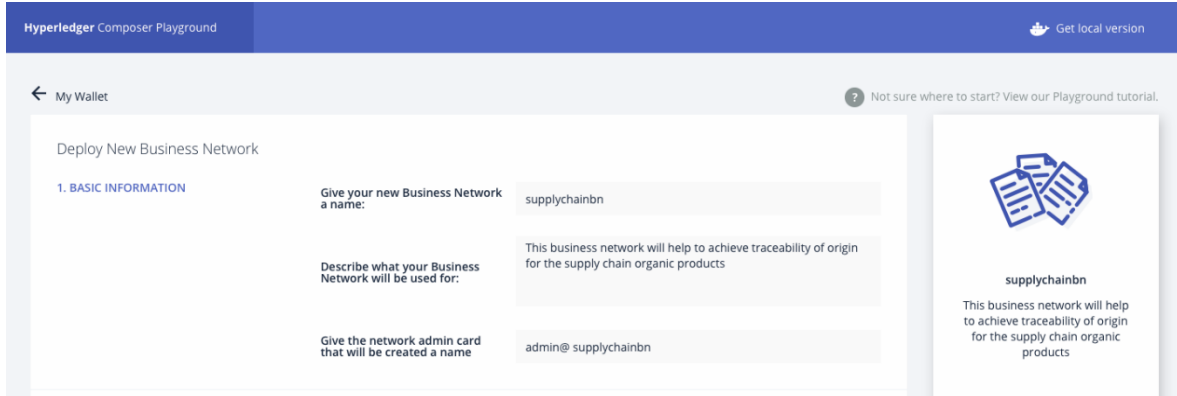 Hyperledger Composer Playground
Get local version
My Wallet
? Not sure where to start? View our Playground tutorial.
Deploy New Business Network
1. BASIC INFORMATION
Give your new Business Network
a name:
supplychainbn
Describe what your Business
Network will be used for:
This business network will help to achieve traceability of origin
for the supply chain organic products
Give the network admin card
that will be created a name
admin@ supplychainbn
supplychainbn
This business network will help
to achieve traceability of origin
for the supply chain organic
products